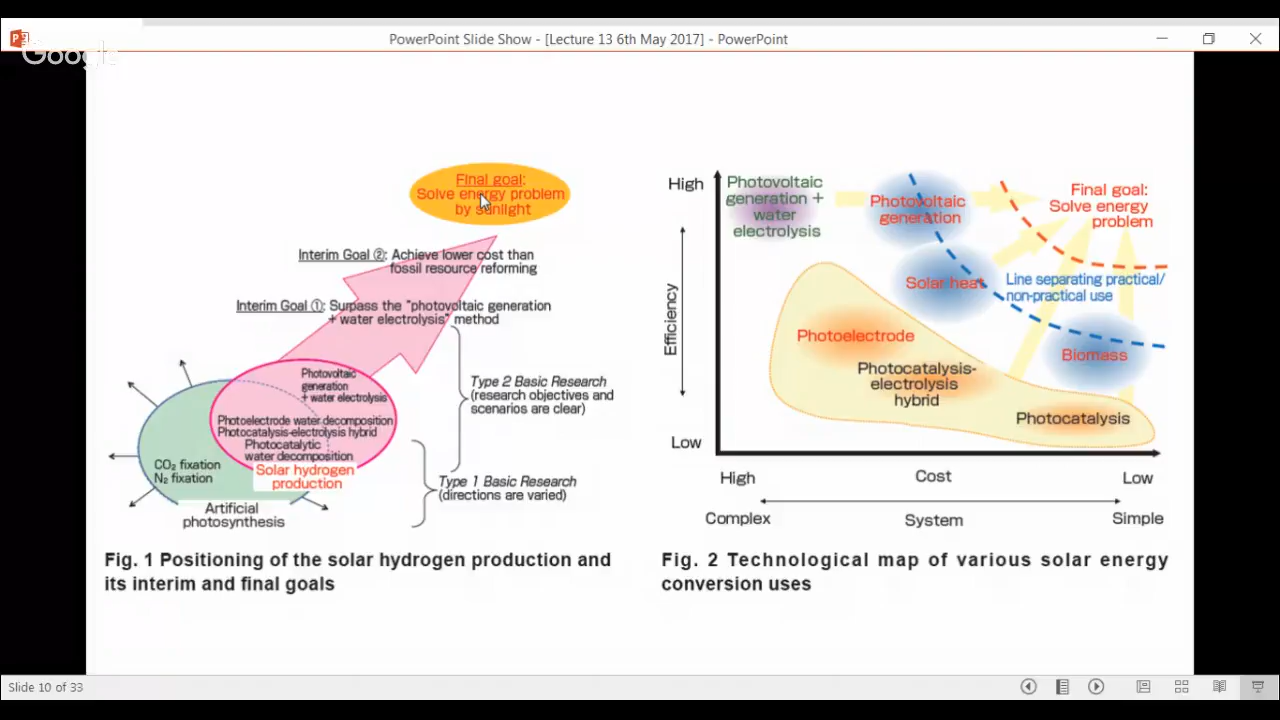 PowerPoint Slide Show - [Lecture 13 6th May 2017] - PowerPoint
Google
Final goal:
Solve energy problem
by sunlight
Interim Goal ②: Achieve lower cost than
fossil resource reforming
Interim Goal ①: Surpass the "photovoltaic generation
+ water electrolysis" method
Photovoltaic
generation
+ water electrolysis
Photoelectrode water decomposition
Photocatalysis-electrolysis hybrid
Photocatalytic
water decomposition
Solar hydrogen
production
CO₂ fixation
N₂ fixation
Artificial
photosynthesis
Type 2 Basic Research
(research objectives and
scenarios are clear)
Type 1 Basic Research
(directions are varied)
Fig. 1 Positioning of the solar hydrogen production and
its interim and final goals
High
Efficiency
Low
Photovoltaic
generation +
water
electrolysis
Photovoltaic
generation
Final goal:
Solve energy
problem
Solar heat
Line separating practical/
non-practical use
Photoelectrode
Biomass
Photocatalysis-
electrolysis
hybrid
Photocatalysis
High
Cost
Low
Complex
System
Simple
Fig. 2 Technological map of various solar energy
conversion uses
Slide 10 of 33